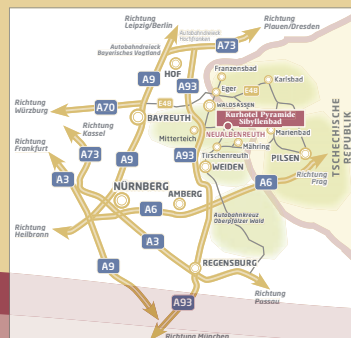 Richtung
Leipzig/Berlin
Richtung
Plauen/Dresden
Autobahndreieck
Hochfranken
A73
Autobahndreieck
Bayerisches Vogtland
HOF
A9
A93
Franzensbad
Karlsbad
Eger
E48
E48
Richtung
Würzburg
A70
WALDSASSEN
Kurhotel Pyramide
Sibyllenbad
BAYREUTH
Richtung
Kassel
Mitterteich
NEUALBENREUTH
Marienbad
Mähring
Richtung
Frankfurt
A73
A9
A93
Tirschenreuth
PILSEN
TSCHECHISCHE
REPUBLIK
WEIDEN
A3
NÜRNBERG
AMBERG
A6
Richtung
Prag
A6
Autobahnkreuz
Oberpfälzer Wald
Richtung
Heilbronn
A3
A9
REGENSBURG
Richtung
Passau
A93
Richtung München